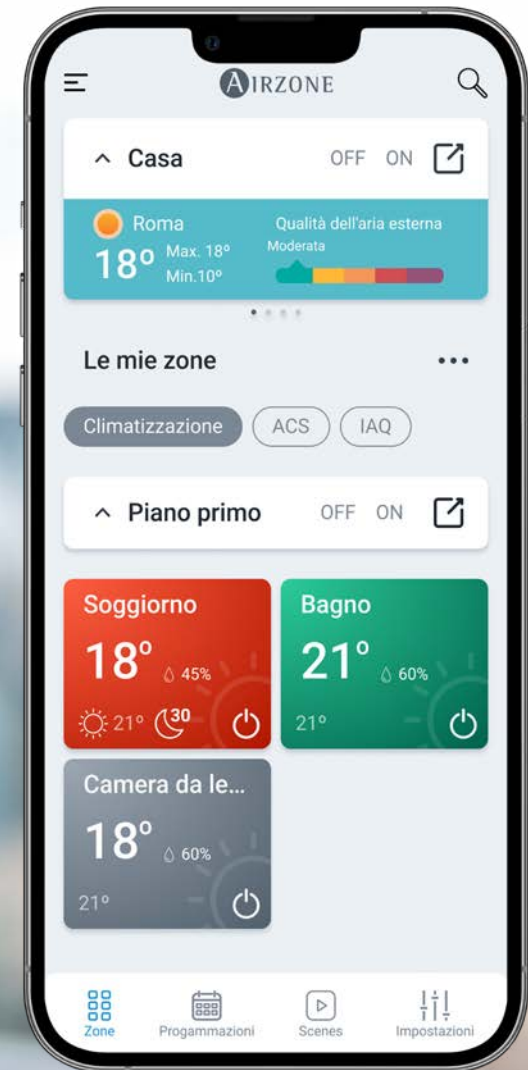 AIRZONE
Casa OFF ON
Roma
18° Max. 18°
Min.10°
Qualità dell'aria esterna
Moderata
Le mie zone
Climatizzazione ACS IAQ
Piano primo OFF ON
Soggiorno
18° 45%
21° 30
Bagno
21° 60%
21°
Camera da le...
18° 60%
21°
Zone Progammazioni Scenes Impostazioni